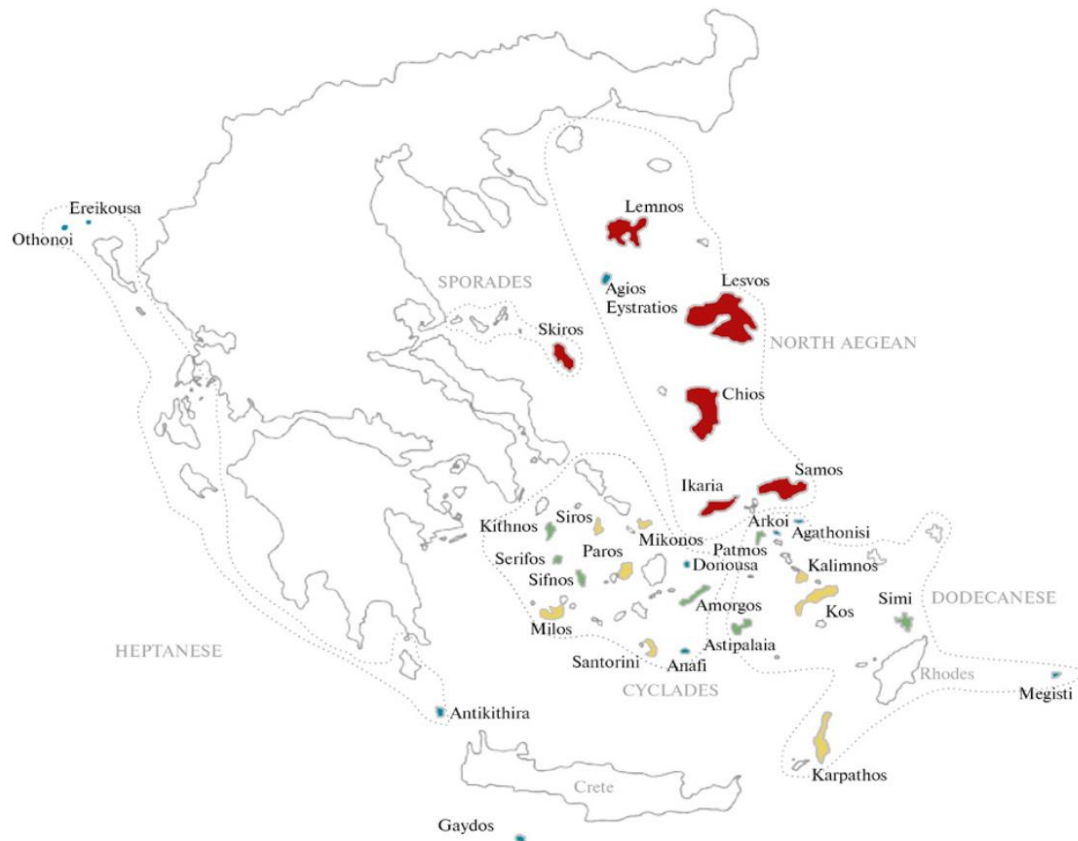 Ereikousa
Othonoi
Lemnos
Agios
Eystratios
SPORADES
Lesvos
Skiros
NORTH AEGEAN
Chios
Samos
Ikaria
Kithnos
Siros
Mikonos
Arkoi
Agathonisi
Patmos
Serifos
Paros
Donousa
Kalimnos
Sifnos
Amorgos
Kos
Simi
DODECANESE
Milos
Astipalaia
HEPTANESE
Santorini
Anafi
CYCLADES
Rhodes
Megisti
Antikithira
Karpathos
Crete
Gaydos